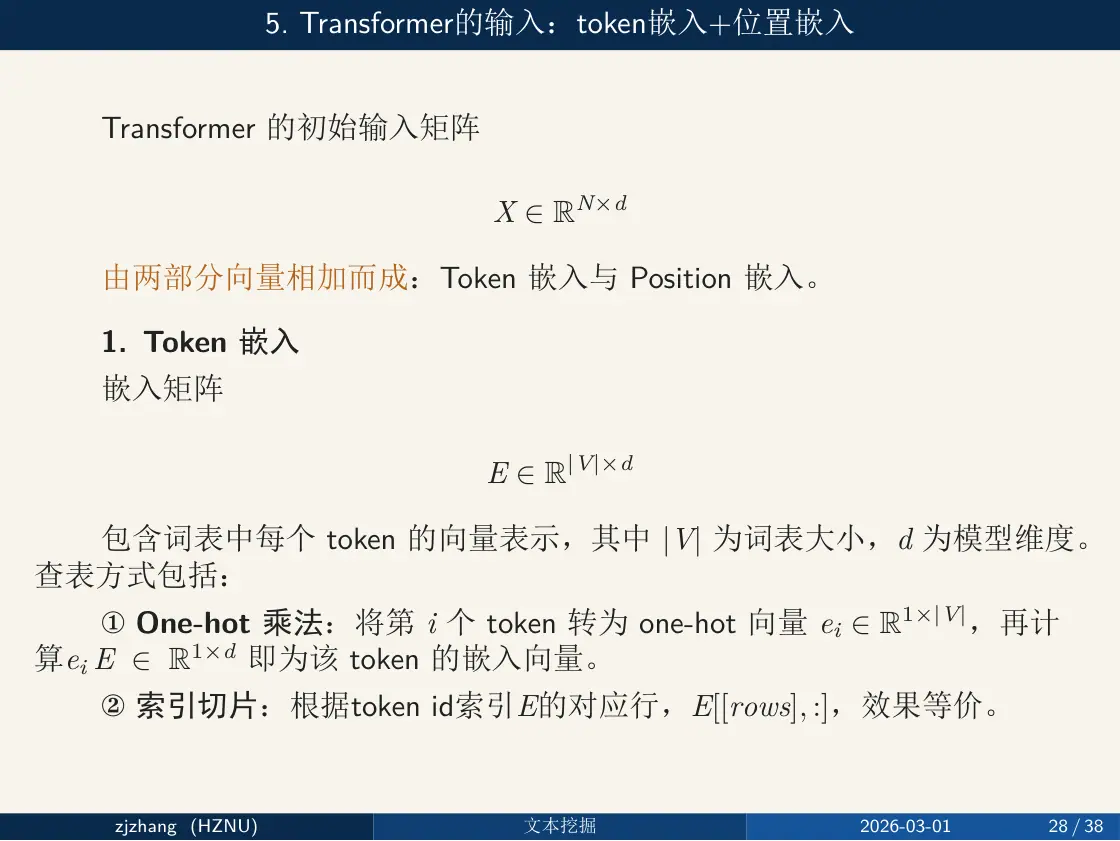 5. Transformer的输入：token嵌入+位置嵌入
Transformer 的初始输入矩阵
X ∈ ℝ^{N×d}
由两部分向量相加而成：Token 嵌入与 Position 嵌入。
1. Token 嵌入
嵌入矩阵
E ∈ ℝ^{|V|×d}
包含词表中每个 token 的向量表示，其中 |V| 为词表大小，d 为模型维度。
查表方式包括：
① One-hot 乘法：将第 i 个 token 转为 one-hot 向量 e_i ∈ ℝ^{1×|V|}，再计
算e_i E ∈ ℝ^{1×d} 即为该 token 的嵌入向量。
② 索引切片：根据token id索引E的对应行，E[[rows],:]，效果等价。
zjzhang (HZNU) 文本挖掘 2026-03-01 28 / 38